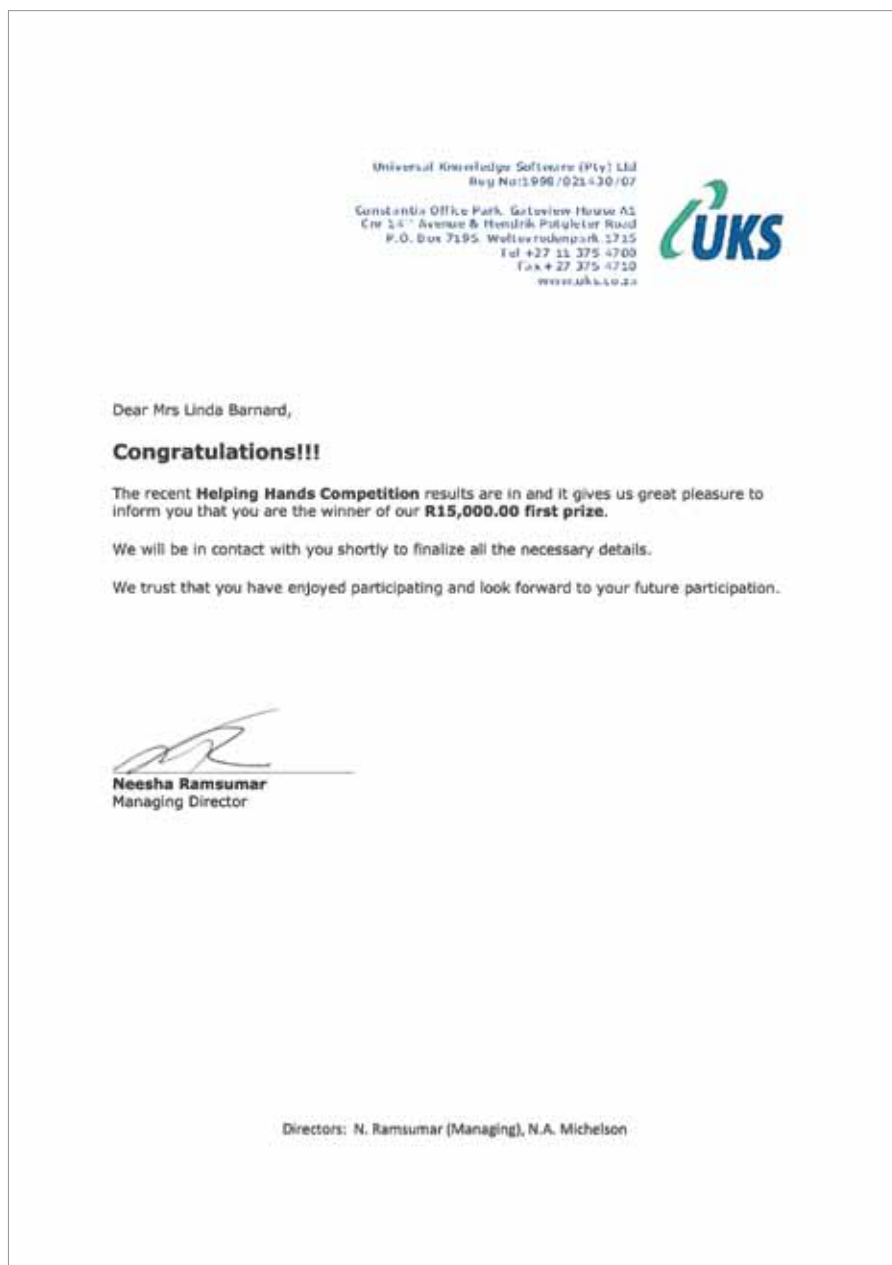 Universal Knowledge Software (Pty) Ltd
Reg No:1998/021430/07
Constantia Office Park, Gateview House A1
Cnr 14th Avenue & Hendrik Potgieter Road
P.O. Box 7195, Weltevredenpark 1715
Tel +27 11 375 4700
Fax + 27 375 4710
www.uks.co.za
UKS
Dear Mrs Linda Barnard,
Congratulations!!!
The recent Helping Hands Competition results are in and it gives us great pleasure to
inform you that you are the winner of our R15,000.00 first prize.
We will be in contact with you shortly to finalize all the necessary details.
We trust that you have enjoyed participating and look forward to your future participation.
Neesha Ramsumar
Managing Director
Directors: N. Ramsumar (Managing), N.A. Michelson